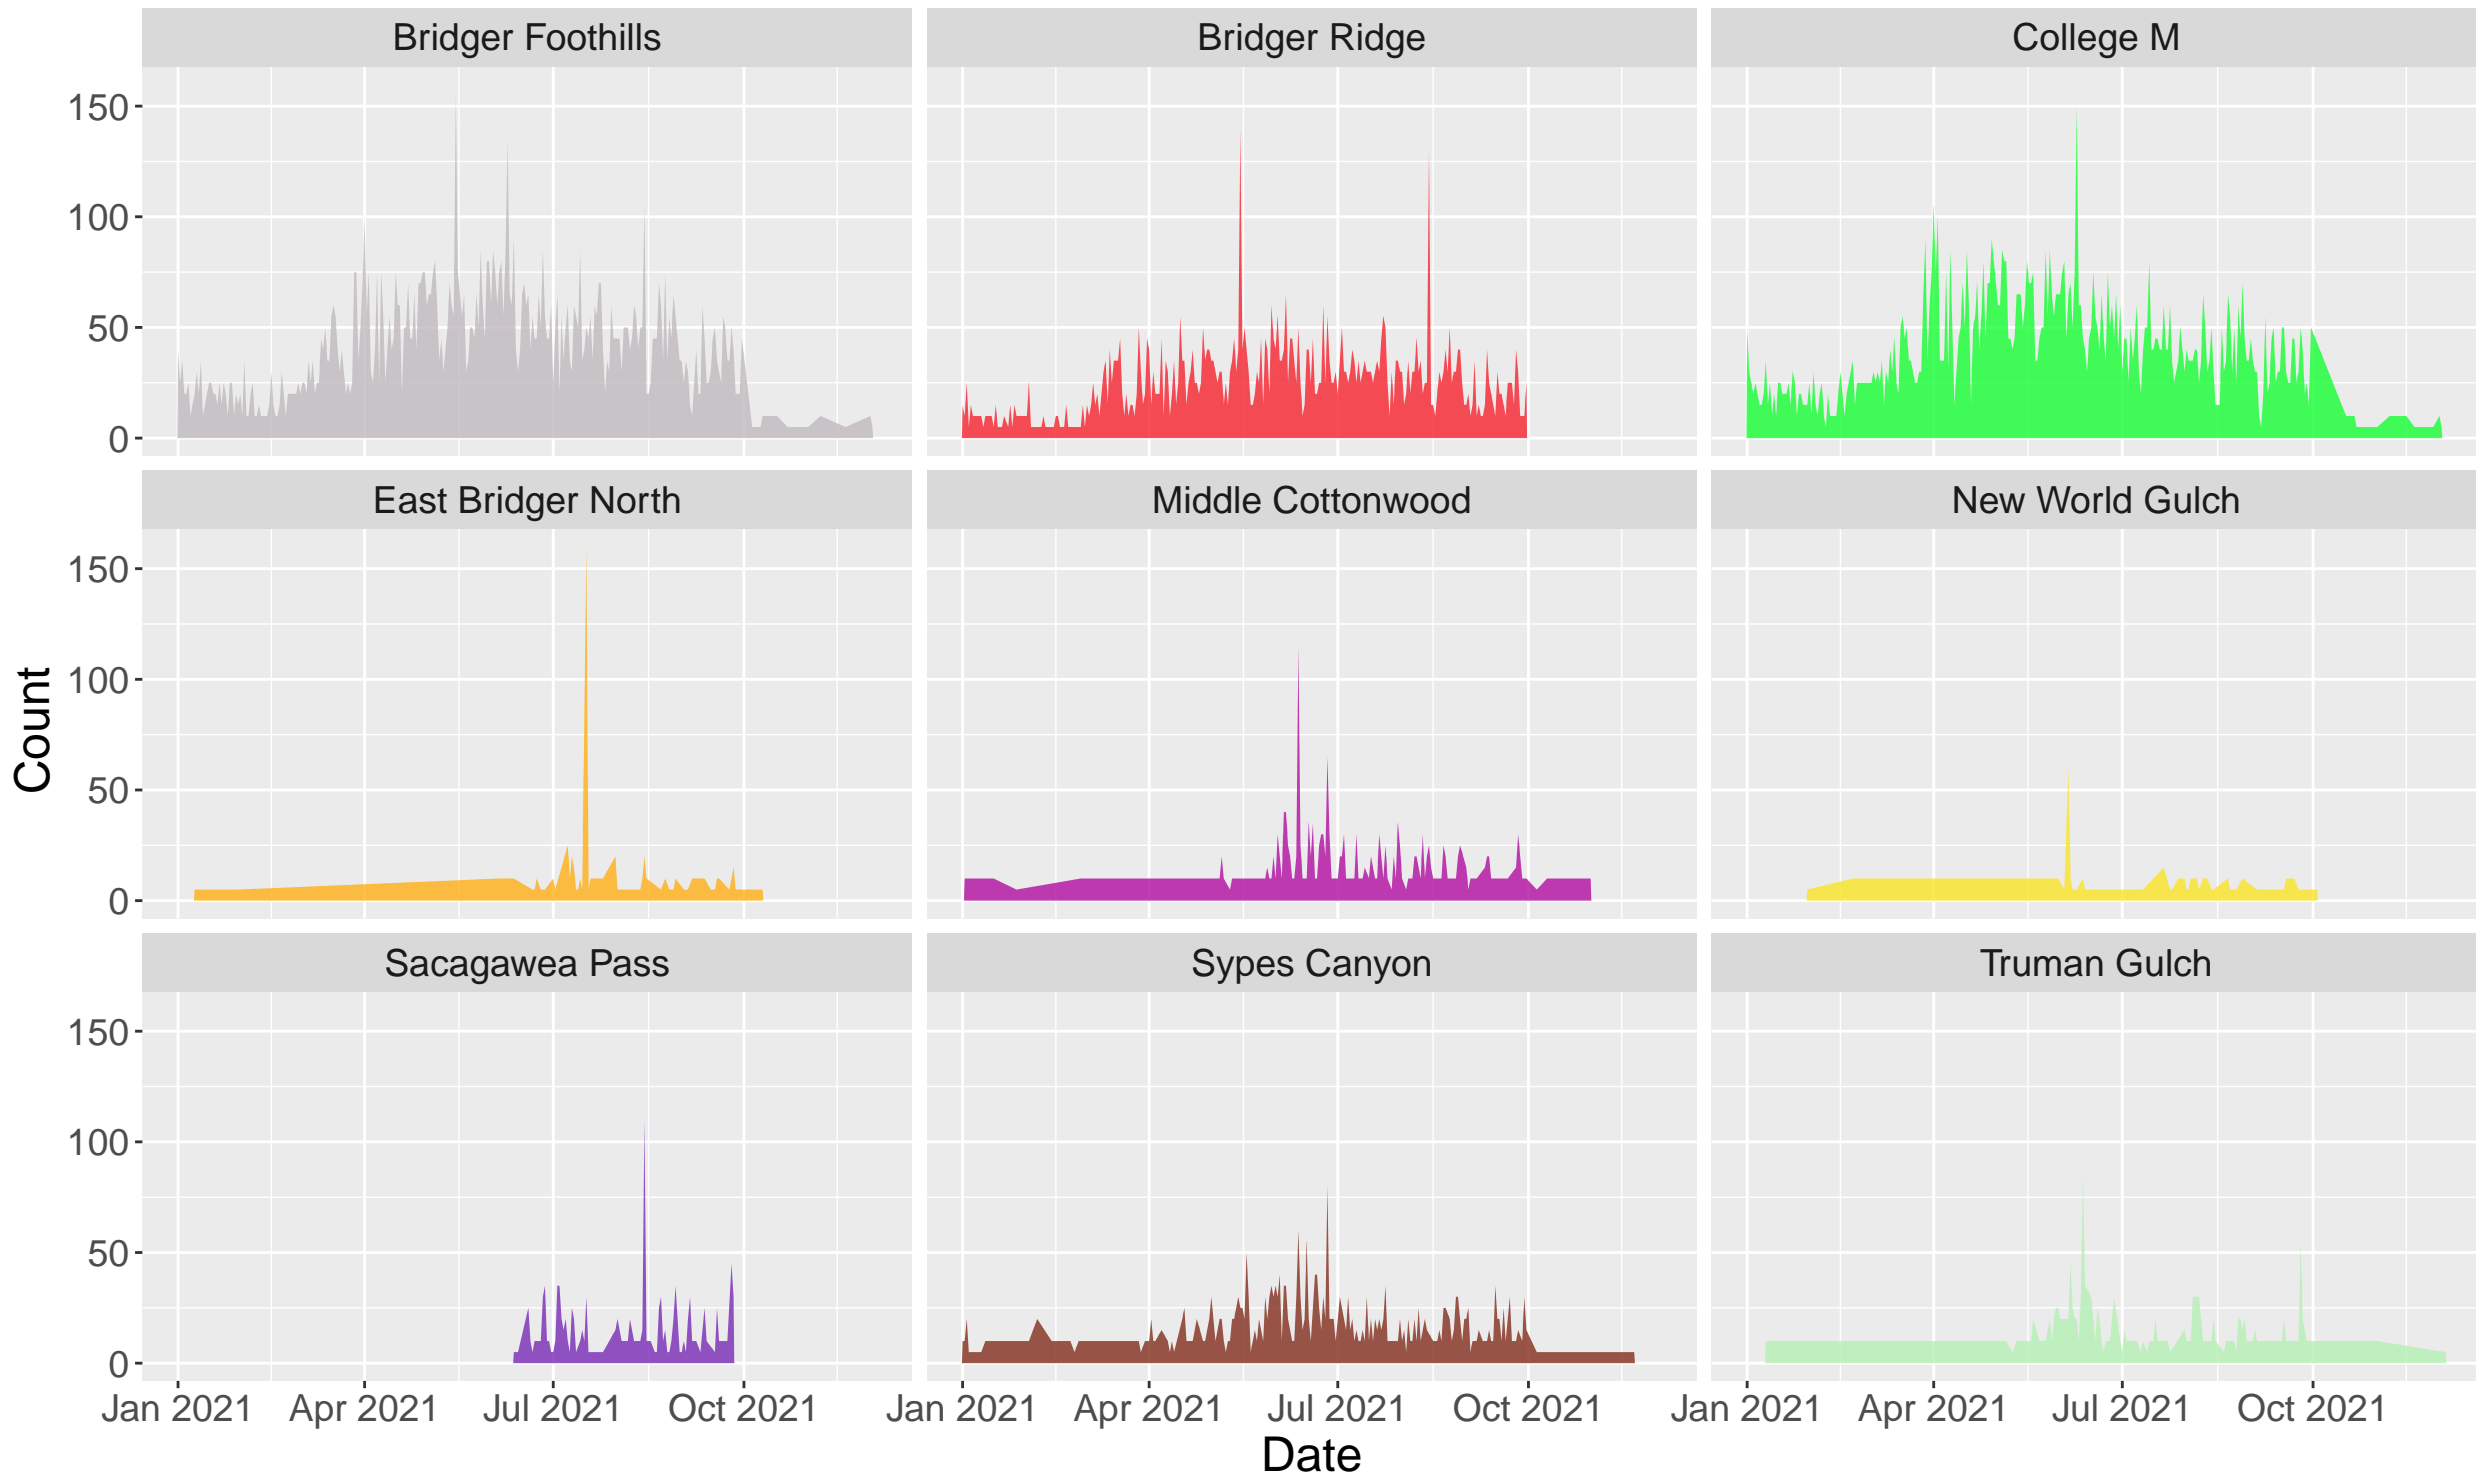 Bridger Foothills
Bridger Ridge
College M
150
100
50
0
East Bridger North
Middle Cottonwood
New World Gulch
150
100
50
0
Count
Sacagawea Pass
Sypes Canyon
Truman Gulch
150
100
50
0
Jan 2021 Apr 2021 Jul 2021 Oct 2021
Jan 2021 Apr 2021 Jul 2021 Oct 2021
Jan 2021 Apr 2021 Jul 2021 Oct 2021
Date